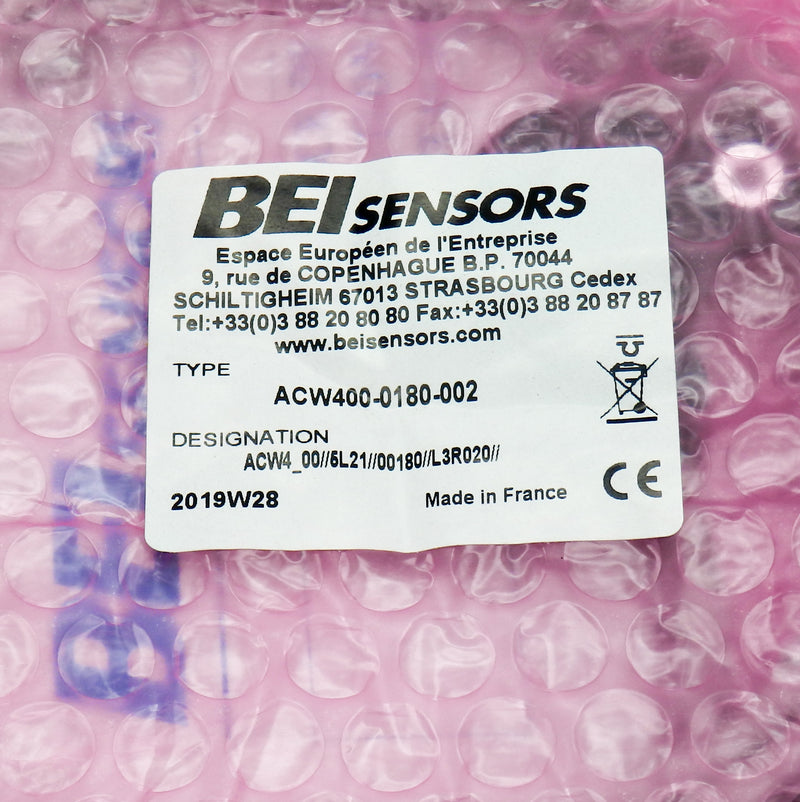 BEI SENSORS
Espace Européen de l'Entreprise
9, rue de COPENHAGUE B.P. 70044
SCHILTIGHEIM 67013 STRASBOURG Cedex
Tel:+33(0)3 88 20 80 80 Fax:+33(0)3 88 20 87 87
www.beisensors.com
TYPE
ACW400-0180-002
DESIGNATION
ACW4_00//5L21//00180//L3R020//
2019W28
Made in France
CE